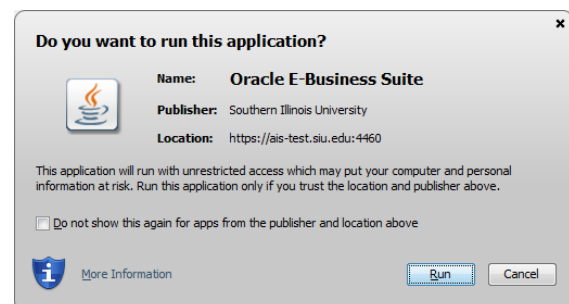 Do you want to run this application?
Name: Oracle E-Business Suite
Publisher: Southern Illinois University
Location: https://ais-test.siu.edu:4460
This application will run with unrestricted access which may put your computer and personal
information at risk. Run this application only if you trust the location and publisher above.
Do not show this again for apps from the publisher and location above
More Information
Run Cancel